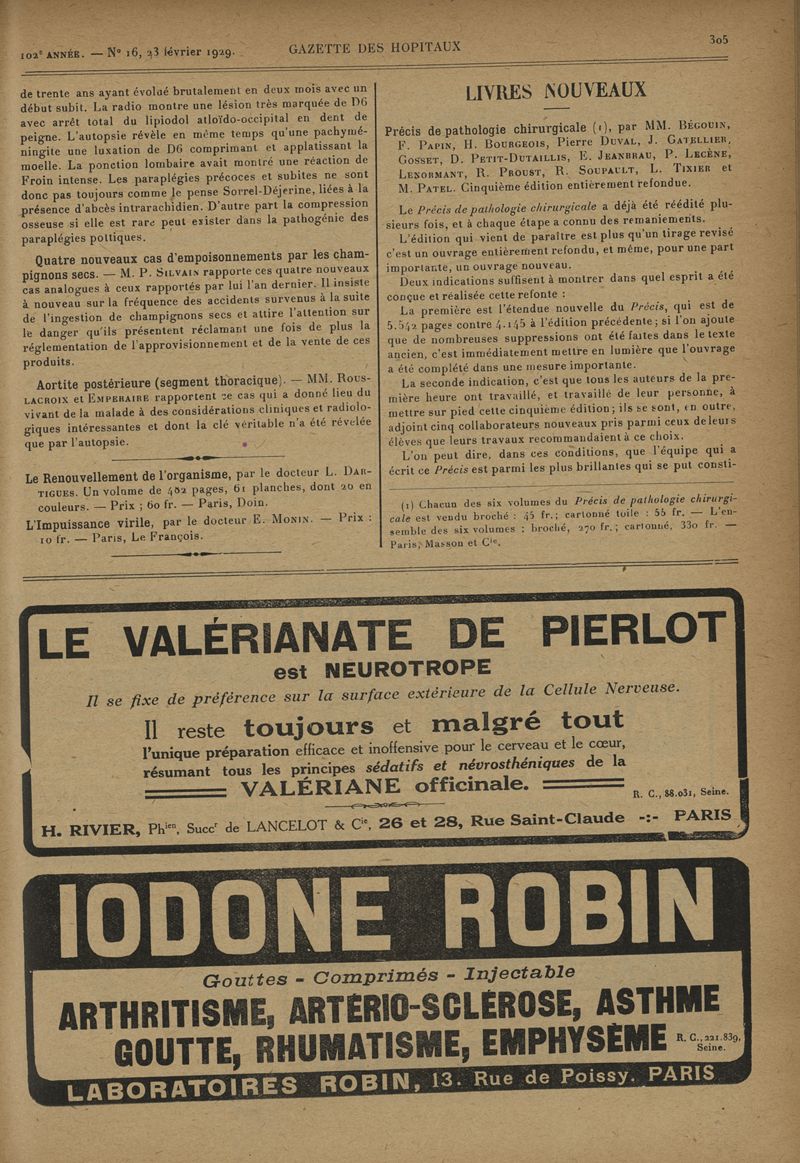 102e ANNÉE. — No 16, 23 février 1929.
GAZETTE DES HOPITAUX
305
de trente ans ayant évolué brutalement en deux mois avec un
début subit. La radio montre une lésion très marquée de D6
avec arrêt total du lipiodol atloïdo-occipital en dent de
peigne. L'autopsie révèle en même temps qu'une pachymé-
ningite une luxation de D6 comprimant et applatissant la
moelle. La ponction lombaire avait montré une réaction de
Froin intense. Les paraplégies précoces et subites ne sont
donc pas toujours comme je pense Sorrel-Déjerine, liées à la
présence d'abcès intrarachidien. D'autre part la compression
osseuse si elle est rare peut exister dans la pathogénie des
paraplégies pottiques.
Quatre nouveaux cas d'empoisonnements par les cham-
pignons secs. — M. P. SILVAIN rapporte ces quatre nouveaux
cas analogues à ceux rapportés par lui l'an dernier. Il insiste
à nouveau sur la fréquence des accidents survenus à la suite
de l'ingestion de champignons secs et attire l'attention sur
le danger qu'ils présentent réclamant une fois de plus la
réglementation de l'approvisionnement et de la vente de ces
produits.
Aortite postérieure (segment thoracique). — MM. ROUS-
LACROIX et EMPERAIRE rapportent ce cas qui a donné lieu du
vivant de la malade à des considérations cliniques et radiolo-
giques intéressantes et dont la clé véritable n'a été révélée
que par l'autopsie.
Le Renouvellement de l'organisme, par le docteur L. DAR-
TIGUES. Un volume de 482 pages, 61 planches, dont 20 en
couleurs. — Prix ; 60 fr. — Paris, Doin.
L'Impuissance virile, par le docteur E. MONIN. — Prix :
10 fr. — Paris, Le François.
LIVRES NOUVEAUX
Précis de pathologie chirurgicale (1), par MM. BÉGOUIN,
F. PAPIN, H. BOURGEOIS, Pierre DUVAL, J. GATELLIER,
GOSSET, D. PETIT-DUTAILLIS, E. JEANBRAU, P. LECÈNE,
LENORMANT, R. PROUST, R. SOUPAULT, L. TIXIER et
M. PATEL. Cinquième édition entièrement refondue.
Le Précis de pathologie chirurgicale a déjà été réédité plu-
sieurs fois, et à chaque étape a connu des remaniements.
L'édition qui vient de paraître est plus qu'un tirage revisé
c'est un ouvrage entièrement refondu, et même, pour une part
importante, un ouvrage nouveau.
Deux indications suffisent à montrer dans quel esprit a été
conçue et réalisée cette refonte :
La première est l'étendue nouvelle du Précis, qui est de
5.542 pages contre 4.145 à l'édition précédente; si l'on ajoute
que de nombreuses suppressions ont été faites dans le texte
ancien, c'est immédiatement mettre en lumière que l'ouvrage
a été complété dans une mesure importante.
La seconde indication, c'est que tous les auteurs de la pre-
mière heure ont travaillé, et travaillé de leur personne, à
mettre sur pied cette cinquième édition; ils se sont, en outre,
adjoint cinq collaborateurs nouveaux pris parmi ceux de leurs
élèves que leurs travaux recommandaient à ce choix.
L'on peut dire, dans ces conditions, que l'équipe qui a
écrit ce Précis est parmi les plus brillantes qui se put consti-
(1) Chacun des six volumes du Précis de pathologie chirurgi-
cale est vendu broché : 45 fr.; cartonné toile : 55 fr. — L'en-
semble des six volumes : broché, 270 fr.; cartonné, 330 fr. —
Paris, Masson et Cie.
LE VALÉRIANATE DE PIERLOT
est NEUROTROPE
Il se fixe de préférence sur la surface extérieure de la Cellule Nerveuse.
Il reste toujours et malgré tout
l'unique préparation efficace et inoffensive pour le cerveau et le cœur,
résumant tous les principes sédatifs et névrosthéniques de la
VALÉRIANE officinale.
R. C., 88.031, Seine.
H. RIVIER, Phien, Succr de LANCELOT & Cie, 26 et 28, Rue Saint-Claude -:- PARIS
IODONE ROBIN
Gouttes - Comprimés - Injectable
ARTHRITISME, ARTÉRIO-SCLÉROSE, ASTHME
GOUTTE, RHUMATISME, EMPHYSÈME
R. C., 221.839,
Seine.
LABORATOIRES ROBIN, 13. Rue de Poissy. PARIS